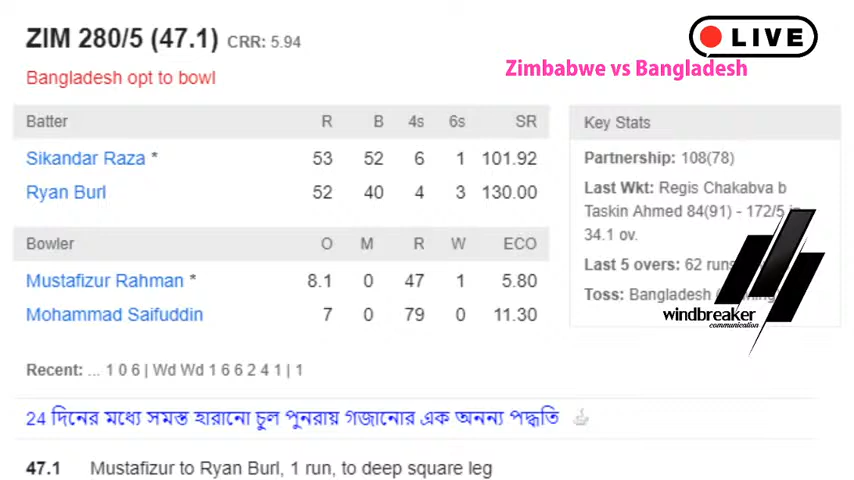 ZIM 280/5 (47.1) CRR: 5.94
LIVE
Bangladesh opt to bowl
Zimbabwe vs Bangladesh
Batter R B 4s 6s SR
Sikandar Raza * 53 52 6 1 101.92
Ryan Burl 52 40 4 3 130.00
Bowler O M R W ECO
Mustafizur Rahman * 8.1 0 47 1 5.80
Mohammad Saifuddin 7 0 79 0 11.30
Key Stats
Partnership: 108(78)
Last Wkt: Regis Chakabva b
Taskin Ahmed 84(91) - 172/5 in
34.1 ov.
Last 5 overs: 62 runs
Toss: Bangladesh
windbreaker
communication
Recent: ... 1 0 6 | Wd Wd 1 6 6 2 4 1 | 1
24 দিনের মধ্যে সমস্ত হারানো চুল পুনরায় গজানোর এক অনন্য পদ্ধতি
47.1 Mustafizur to Ryan Burl, 1 run, to deep square leg